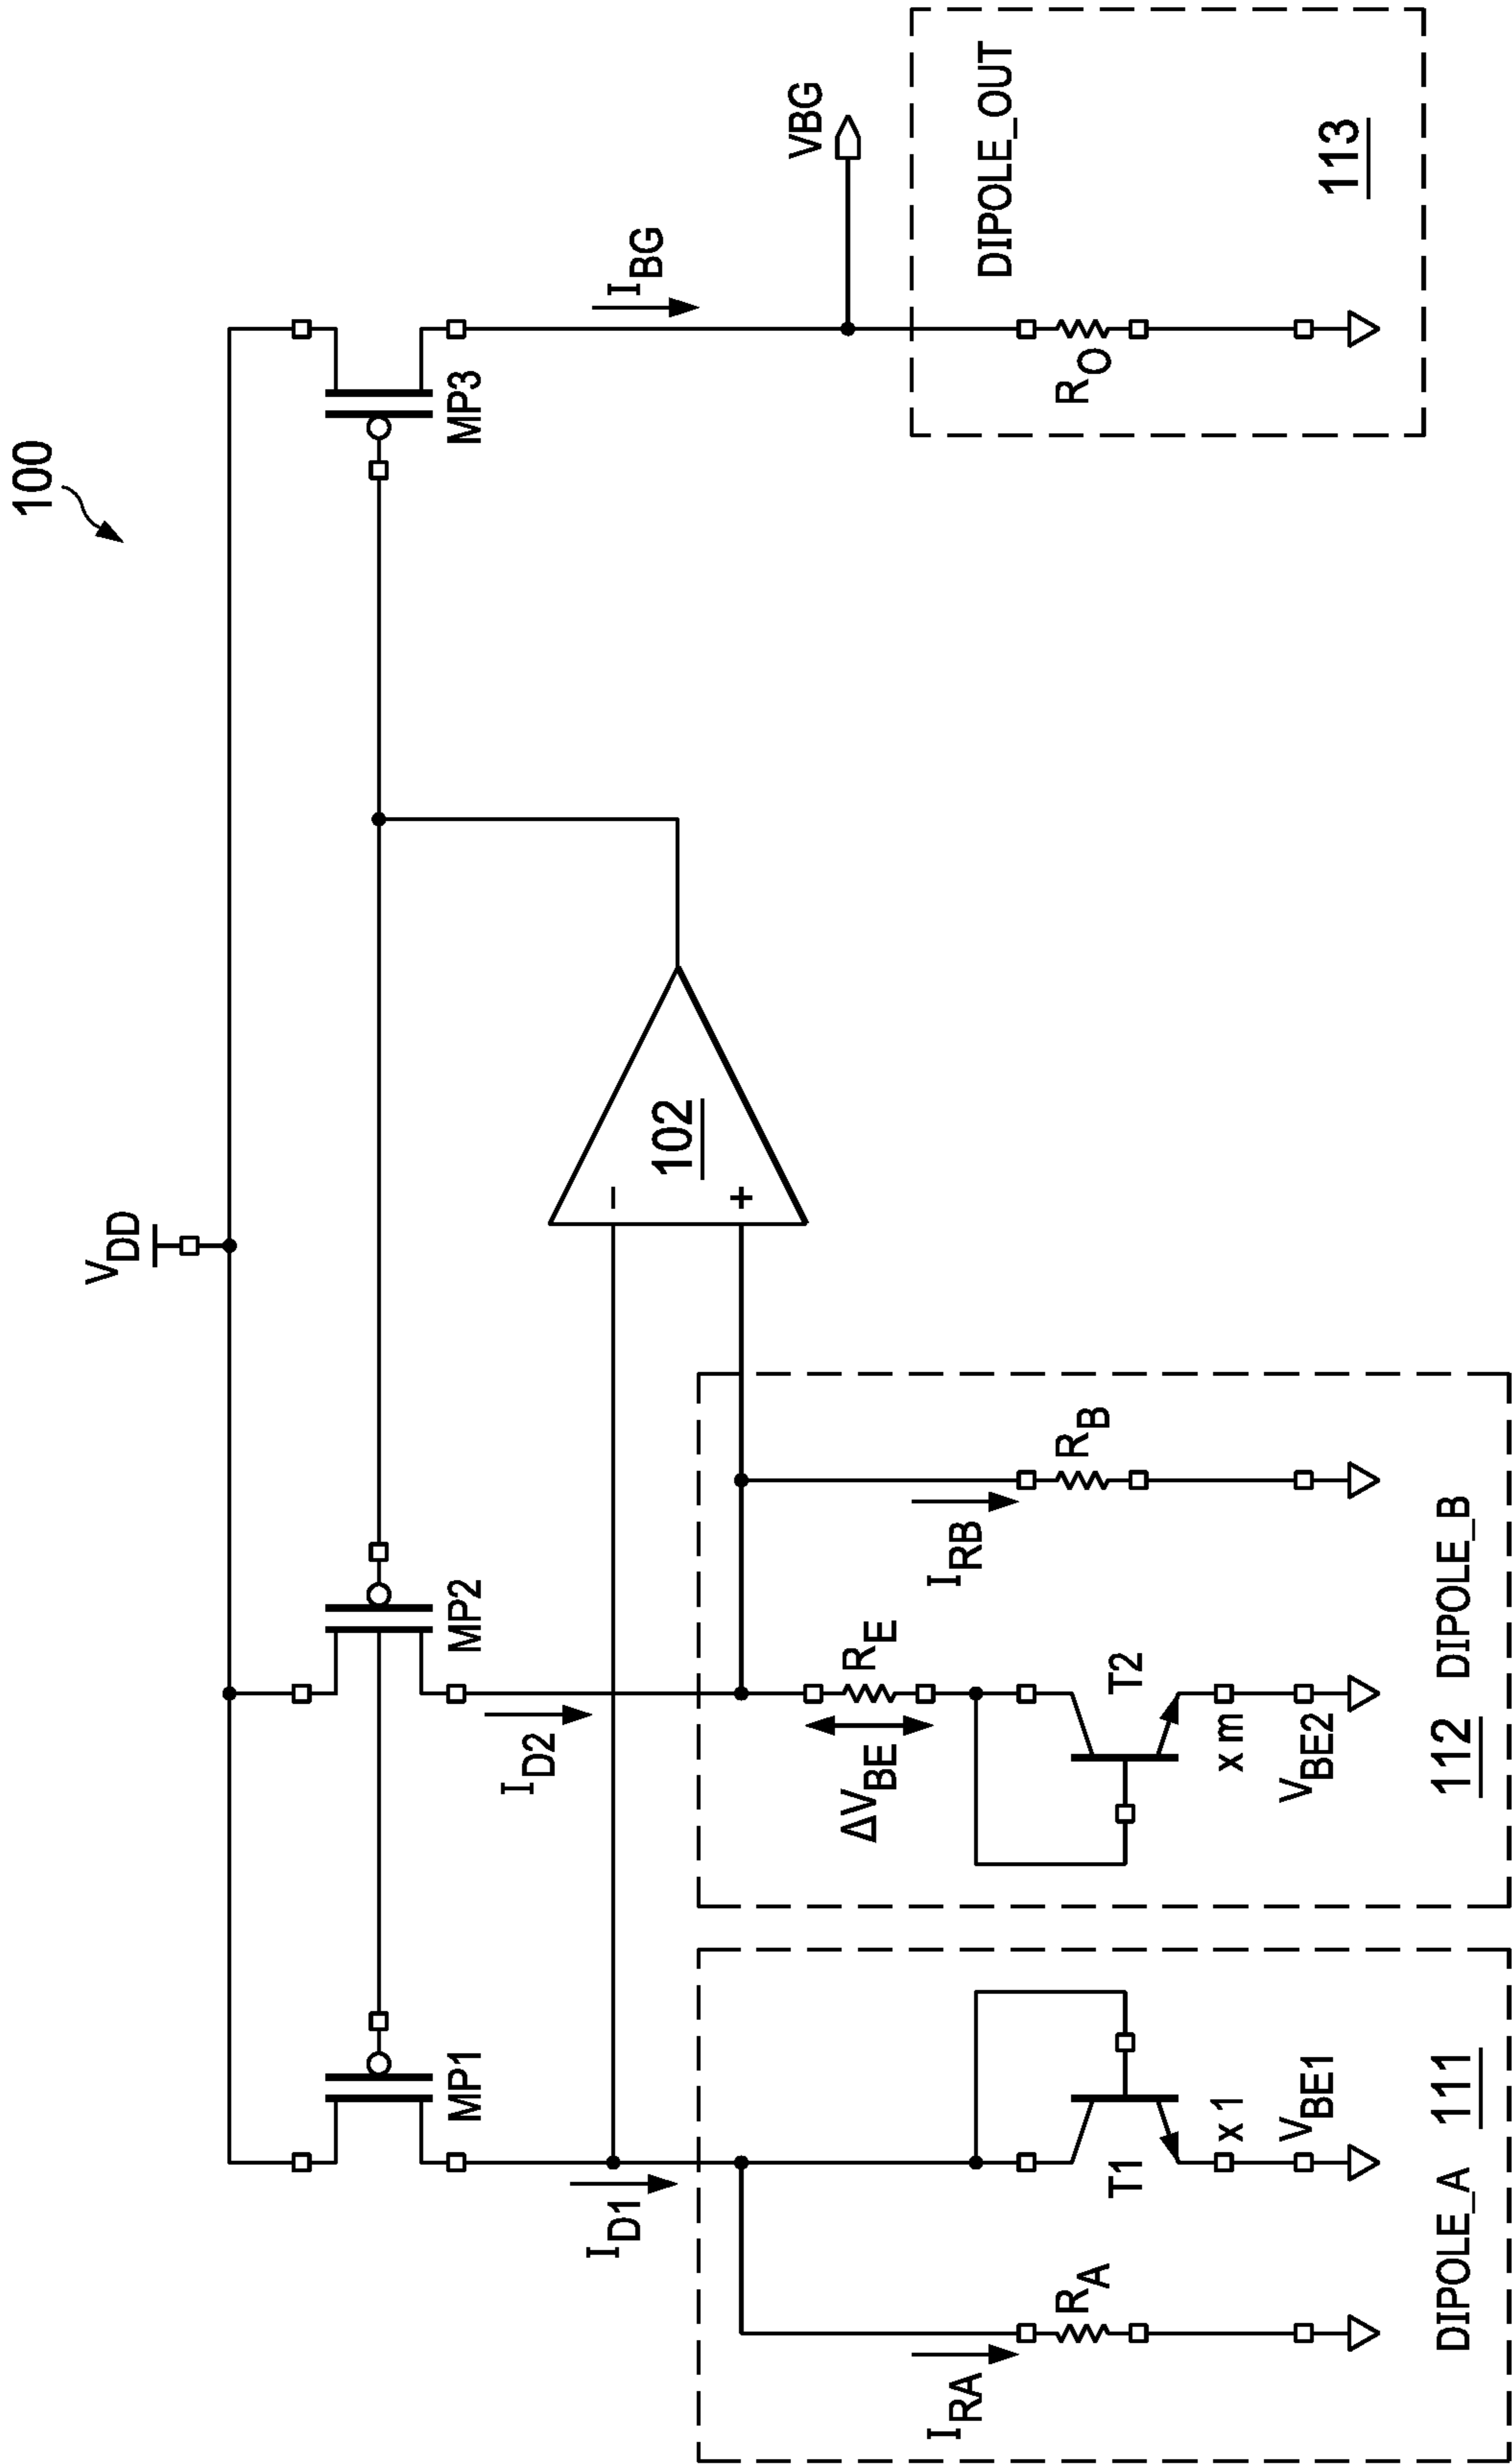 100
VDD
MP1
MP2
MP3
ID1
ID2
IBG
VBG
102
−
+
IRA
RA
T1
x 1
VBE1
DIPOLE_A
111
ΔVBE
RE
T2
x m
VBE2
IRB
RB
112
DIPOLE_B
DIPOLE_OUT
RO
113